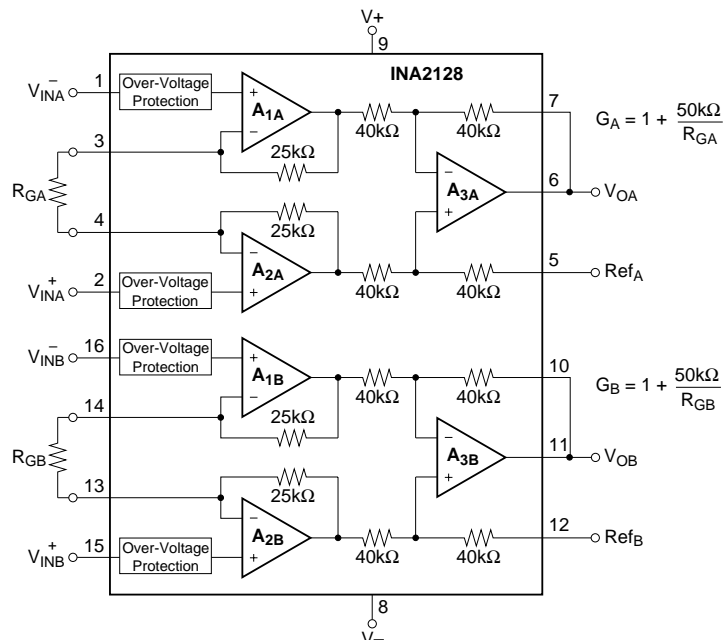 V+
9
INA2128
V−INA
1
Over-Voltage
Protection
+
−
A1A
40kΩ
40kΩ
7
GA = 1 + 50kΩ
RGA
3
25kΩ
RGA
−
+
A3A
6
VOA
4
25kΩ
−
+
A2A
V+INA
2
Over-Voltage
Protection
40kΩ
40kΩ
5
RefA
V−INB
16
Over-Voltage
Protection
+
−
A1B
40kΩ
40kΩ
10
GB = 1 + 50kΩ
RGB
14
25kΩ
RGB
−
+
A3B
11
VOB
13
25kΩ
−
+
A2B
V+INB
15
Over-Voltage
Protection
40kΩ
40kΩ
12
RefB
8
V−